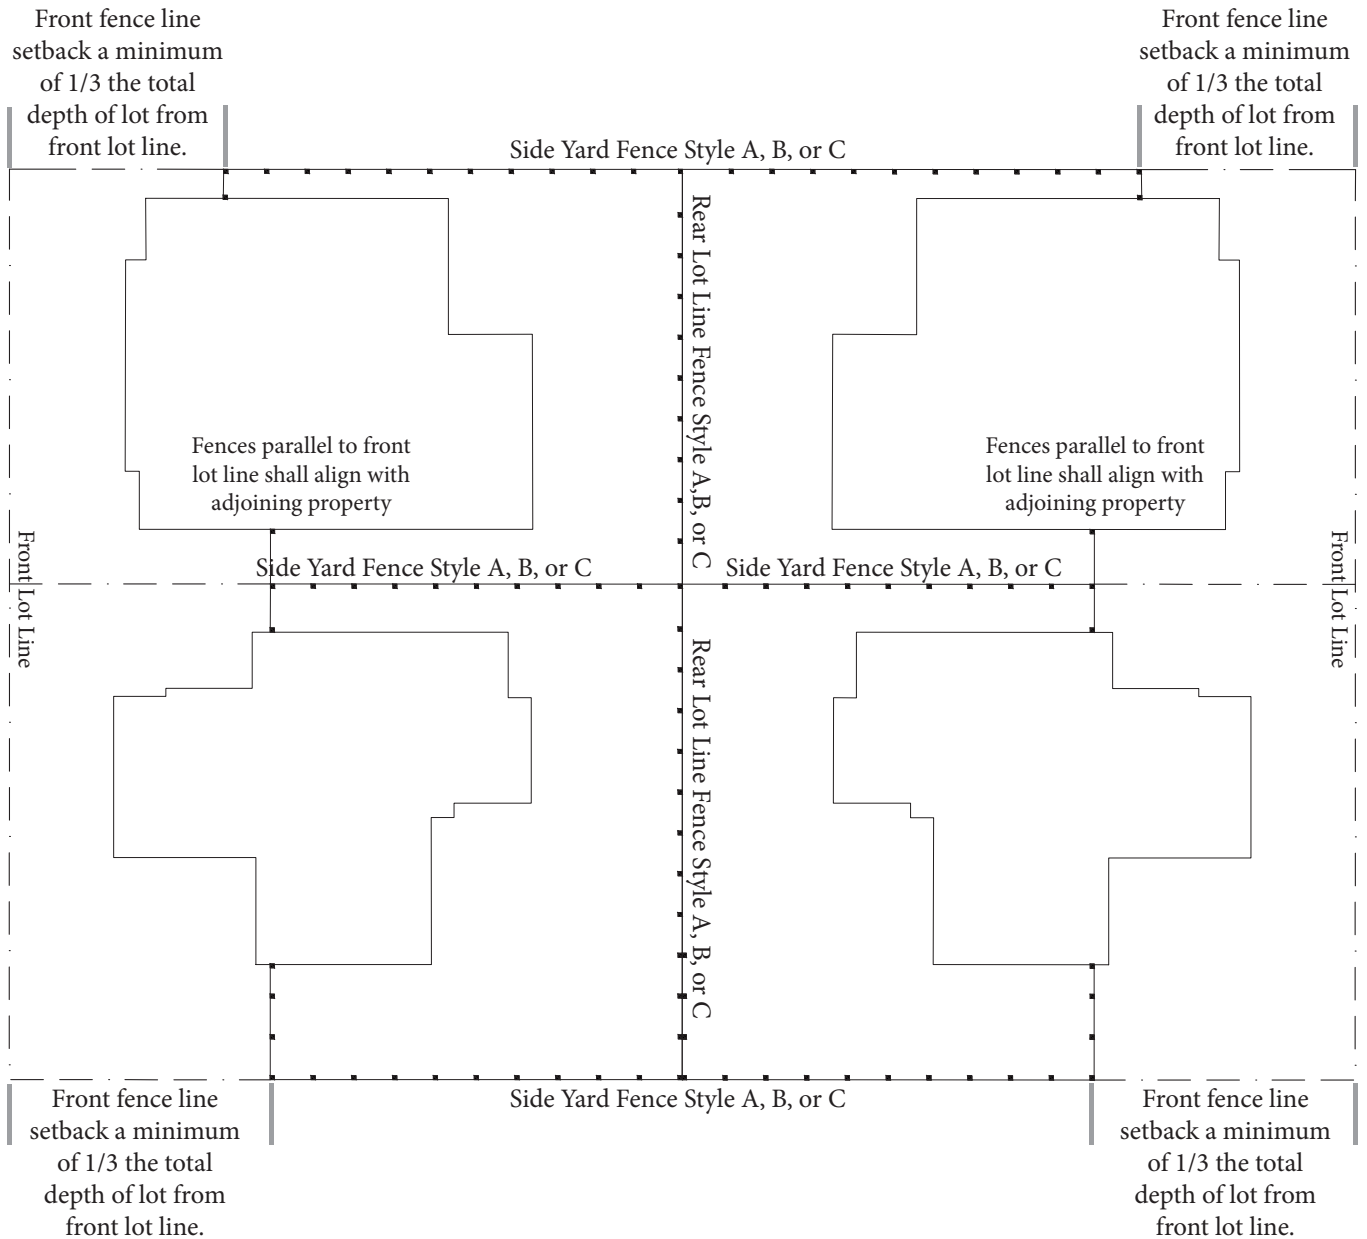 Front fence line
setback a minimum
of 1/3 the total
depth of lot from
front lot line.
Front fence line
setback a minimum
of 1/3 the total
depth of lot from
front lot line.
Side Yard Fence Style A, B, or C
Rear Lot Line Fence Style A,B, or C
Fences parallel to front
lot line shall align with
adjoining property
Fences parallel to front
lot line shall align with
adjoining property
Front Lot Line
Side Yard Fence Style A, B, or C
Side Yard Fence Style A, B, or C
Front Lot Line
Rear Lot Line Fence Style A, B, or C
Side Yard Fence Style A, B, or C
Front fence line
setback a minimum
of 1/3 the total
depth of lot from
front lot line.
Front fence line
setback a minimum
of 1/3 the total
depth of lot from
front lot line.